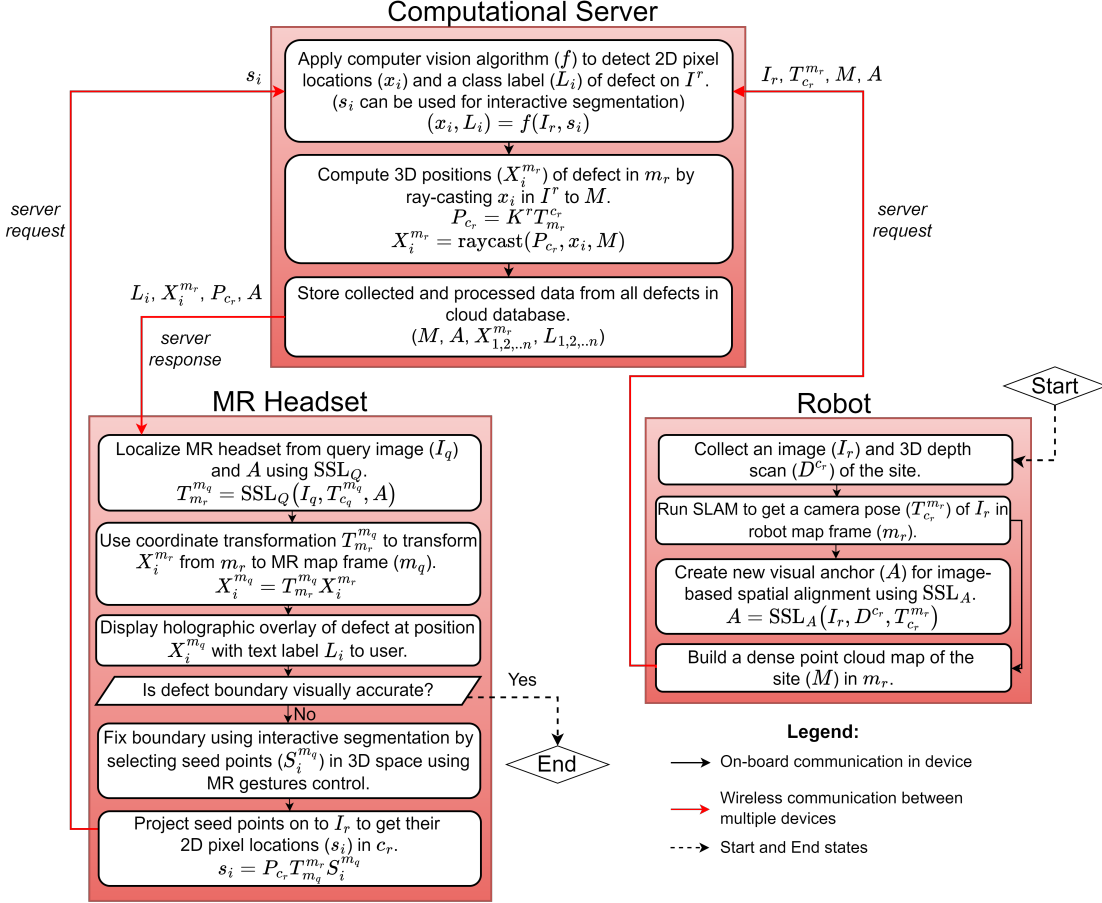 Computational Server
Apply computer vision algorithm (f) to detect 2D pixel
locations (x_i) and a class label (L_i) of defect on I^r.
(s_i can be used for interactive segmentation)
(x_i, L_i) = f(I_r, s_i)
s_i
I_r, T_{c_r}^{m_r}, M, A
Compute 3D positions (X_i^{m_r}) of defect in m_r by
ray-casting x_i in I^r to M.
P_{c_r} = K^r T_{m_r}^{c_r}
X_i^{m_r} = raycast(P_{c_r}, x_i, M)
server
request
server
request
Store collected and processed data from all defects in
cloud database.
(M, A, X_{1,2,..n}^{m_r}, L_{1,2,..n})
L_i, X_i^{m_r}, P_{c_r}, A
server
response
MR Headset
Localize MR headset from query image (I_q)
and A using SSL_Q.
T_{m_r}^{m_q} = SSL_Q(I_q, T_{c_q}^{m_q}, A)
Use coordinate transformation T_{m_r}^{m_q} to transform
X_i^{m_r} from m_r to MR map frame (m_q).
X_i^{m_q} = T_{m_r}^{m_q} X_i^{m_r}
Display holographic overlay of defect at position
X_i^{m_q} with text label L_i to user.
Is defect boundary visually accurate?
Yes
No
End
Fix boundary using interactive segmentation by
selecting seed points (S_i^{m_q}) in 3D space using
MR gestures control.
Project seed points on to I_r to get their
2D pixel locations (s_i) in c_r.
s_i = P_{c_r} T_{m_q}^{m_r} S_i^{m_q}
Start
Robot
Collect an image (I_r) and 3D depth
scan (D^{c_r}) of the site.
Run SLAM to get a camera pose (T_{c_r}^{m_r}) of I_r in
robot map frame (m_r).
Create new visual anchor (A) for image-
based spatial alignment using SSL_A.
A = SSL_A(I_r, D^{c_r}, T_{c_r}^{m_r})
Build a dense point cloud map of the
site (M) in m_r.
Legend:
On-board communication in device
Wireless communication between
multiple devices
Start and End states